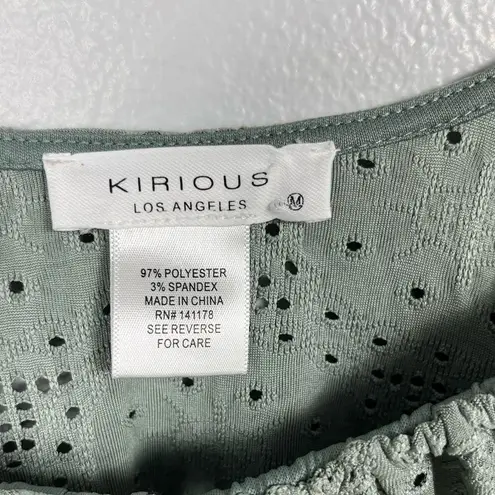 KIRIOUS
LOS ANGELES M
97% POLYESTER
3% SPANDEX
MADE IN CHINA
RN# 141178
SEE REVERSE
FOR CARE